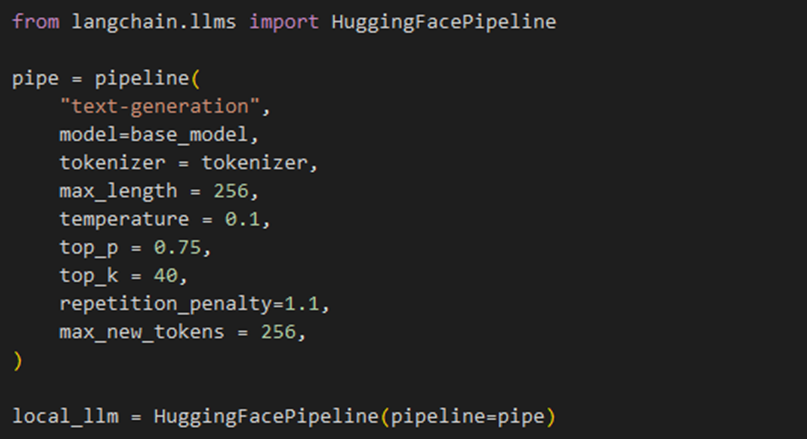 from langchain.llms import HuggingFacePipeline
pipe = pipeline(
"text-generation",
model=base_model,
tokenizer = tokenizer,
max_length = 256,
temperature = 0.1,
top_p = 0.75,
top_k = 40,
repetition_penalty=1.1,
max_new_tokens = 256,
)
local_llm = HuggingFacePipeline(pipeline=pipe)